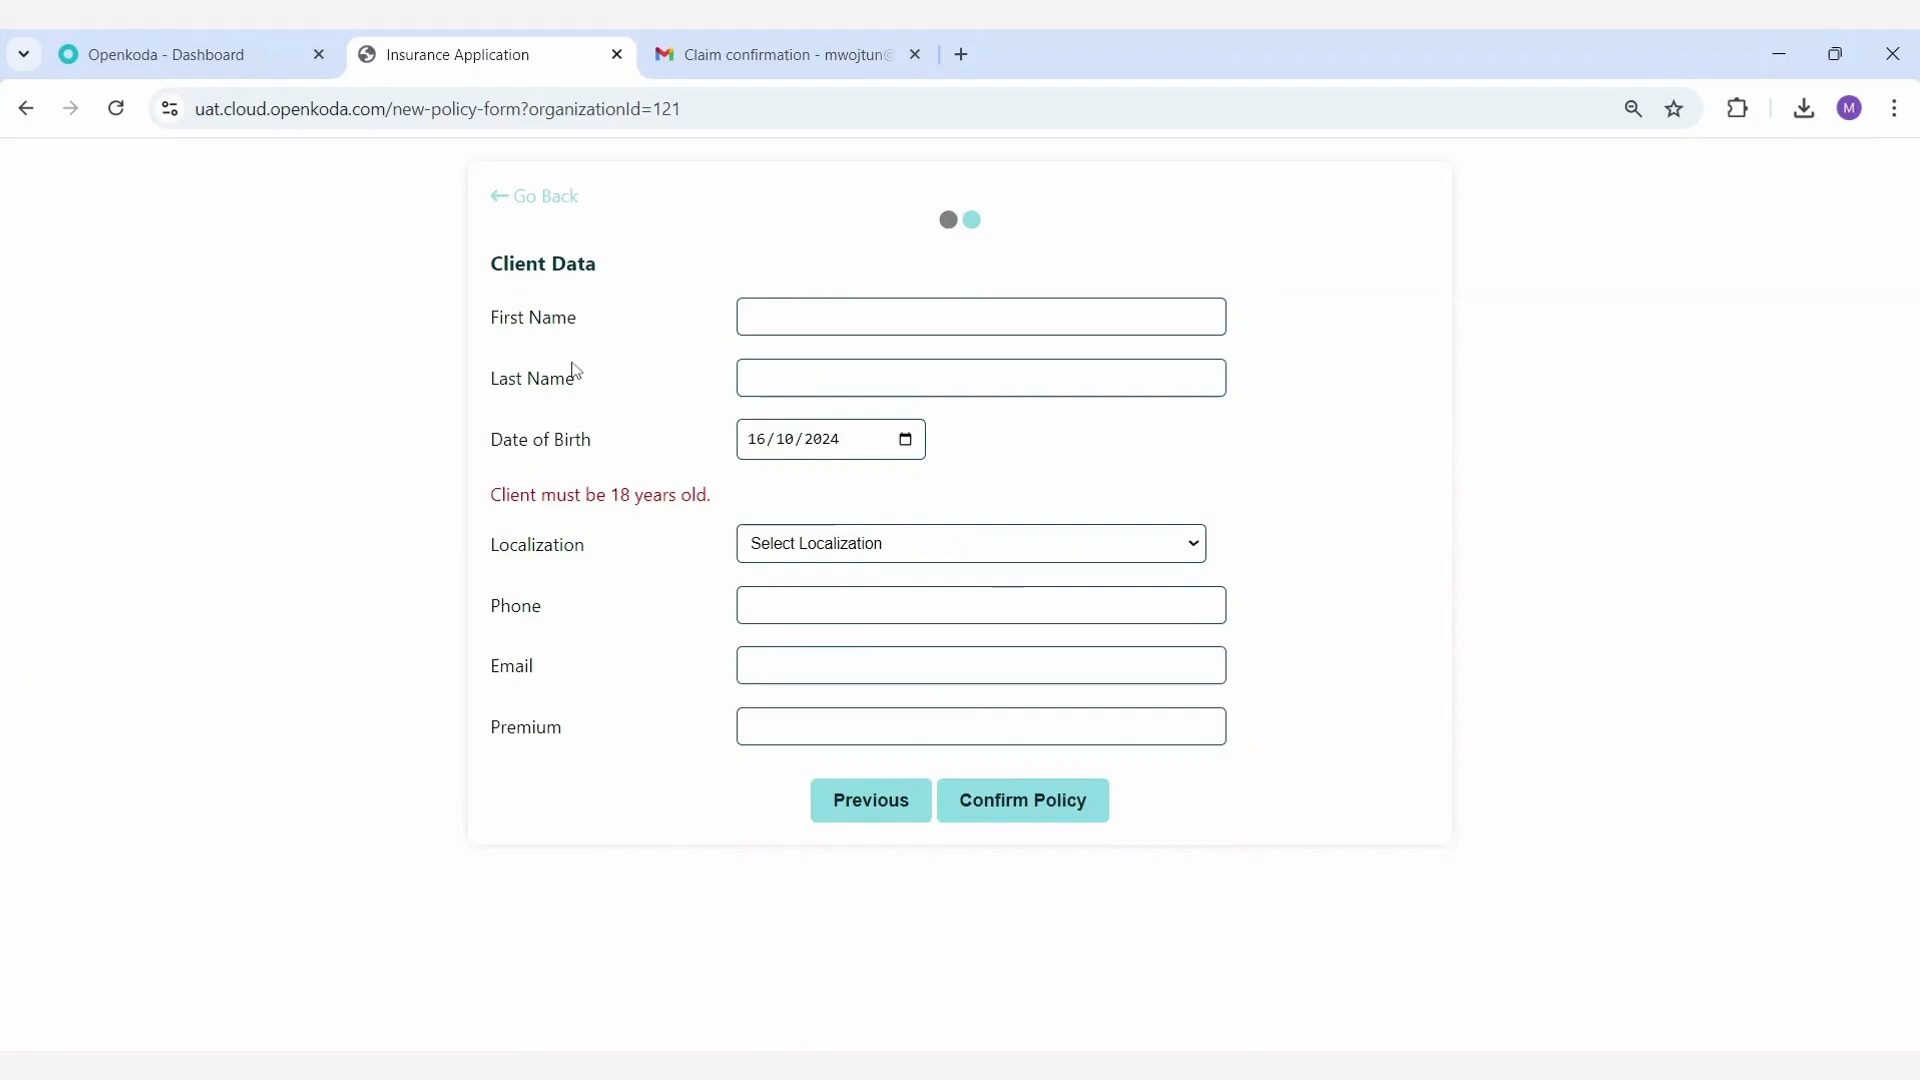 Openkoda - Dashboard
Insurance Application
Claim confirmation - mwojtun@
uat.cloud.openkoda.com/new-policy-form?organizationId=121
M
← Go Back
Client Data
First Name
Last Name
Date of Birth
16/10/2024
Client must be 18 years old.
Localization
Select Localization
Phone
Email
Premium
Previous
Confirm Policy